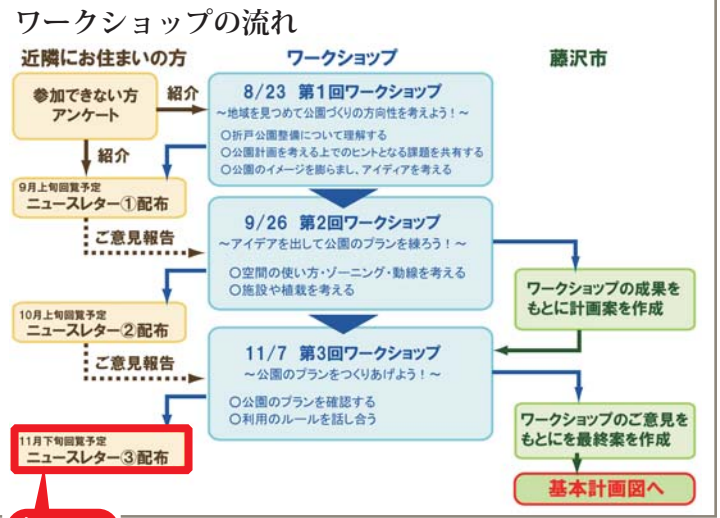 ワークショップの流れ
近隣にお住まいの方
ワークショップ
藤沢市
参加できない方
アンケート
紹介
紹介
8/23 第1回ワークショップ
～地域を見つめて公園づくりの方向性を考えよう！～
○折戸公園整備について理解する
○公園計画を考える上でのヒントとなる課題を共有する
○公園のイメージを膨らまし、アイディアを考える
9月上旬回覧予定
ニュースレター①配布
ご意見報告
9/26 第2回ワークショップ
～アイデアを出して公園のプランを練ろう！～
○空間の使い方・ゾーニング・動線を考える
○施設や植栽を考える
ワークショップの成果を
もとに計画案を作成
10月上旬回覧予定
ニュースレター②配布
ご意見報告
11/7 第3回ワークショップ
～公園のプランをつくりあげよう！～
○公園のプランを確認する
○利用のルールを話し合う
ワークショップのご意見を
もとにを最終案を作成
11月下旬回覧予定
ニュースレター③配布
基本計画図へ